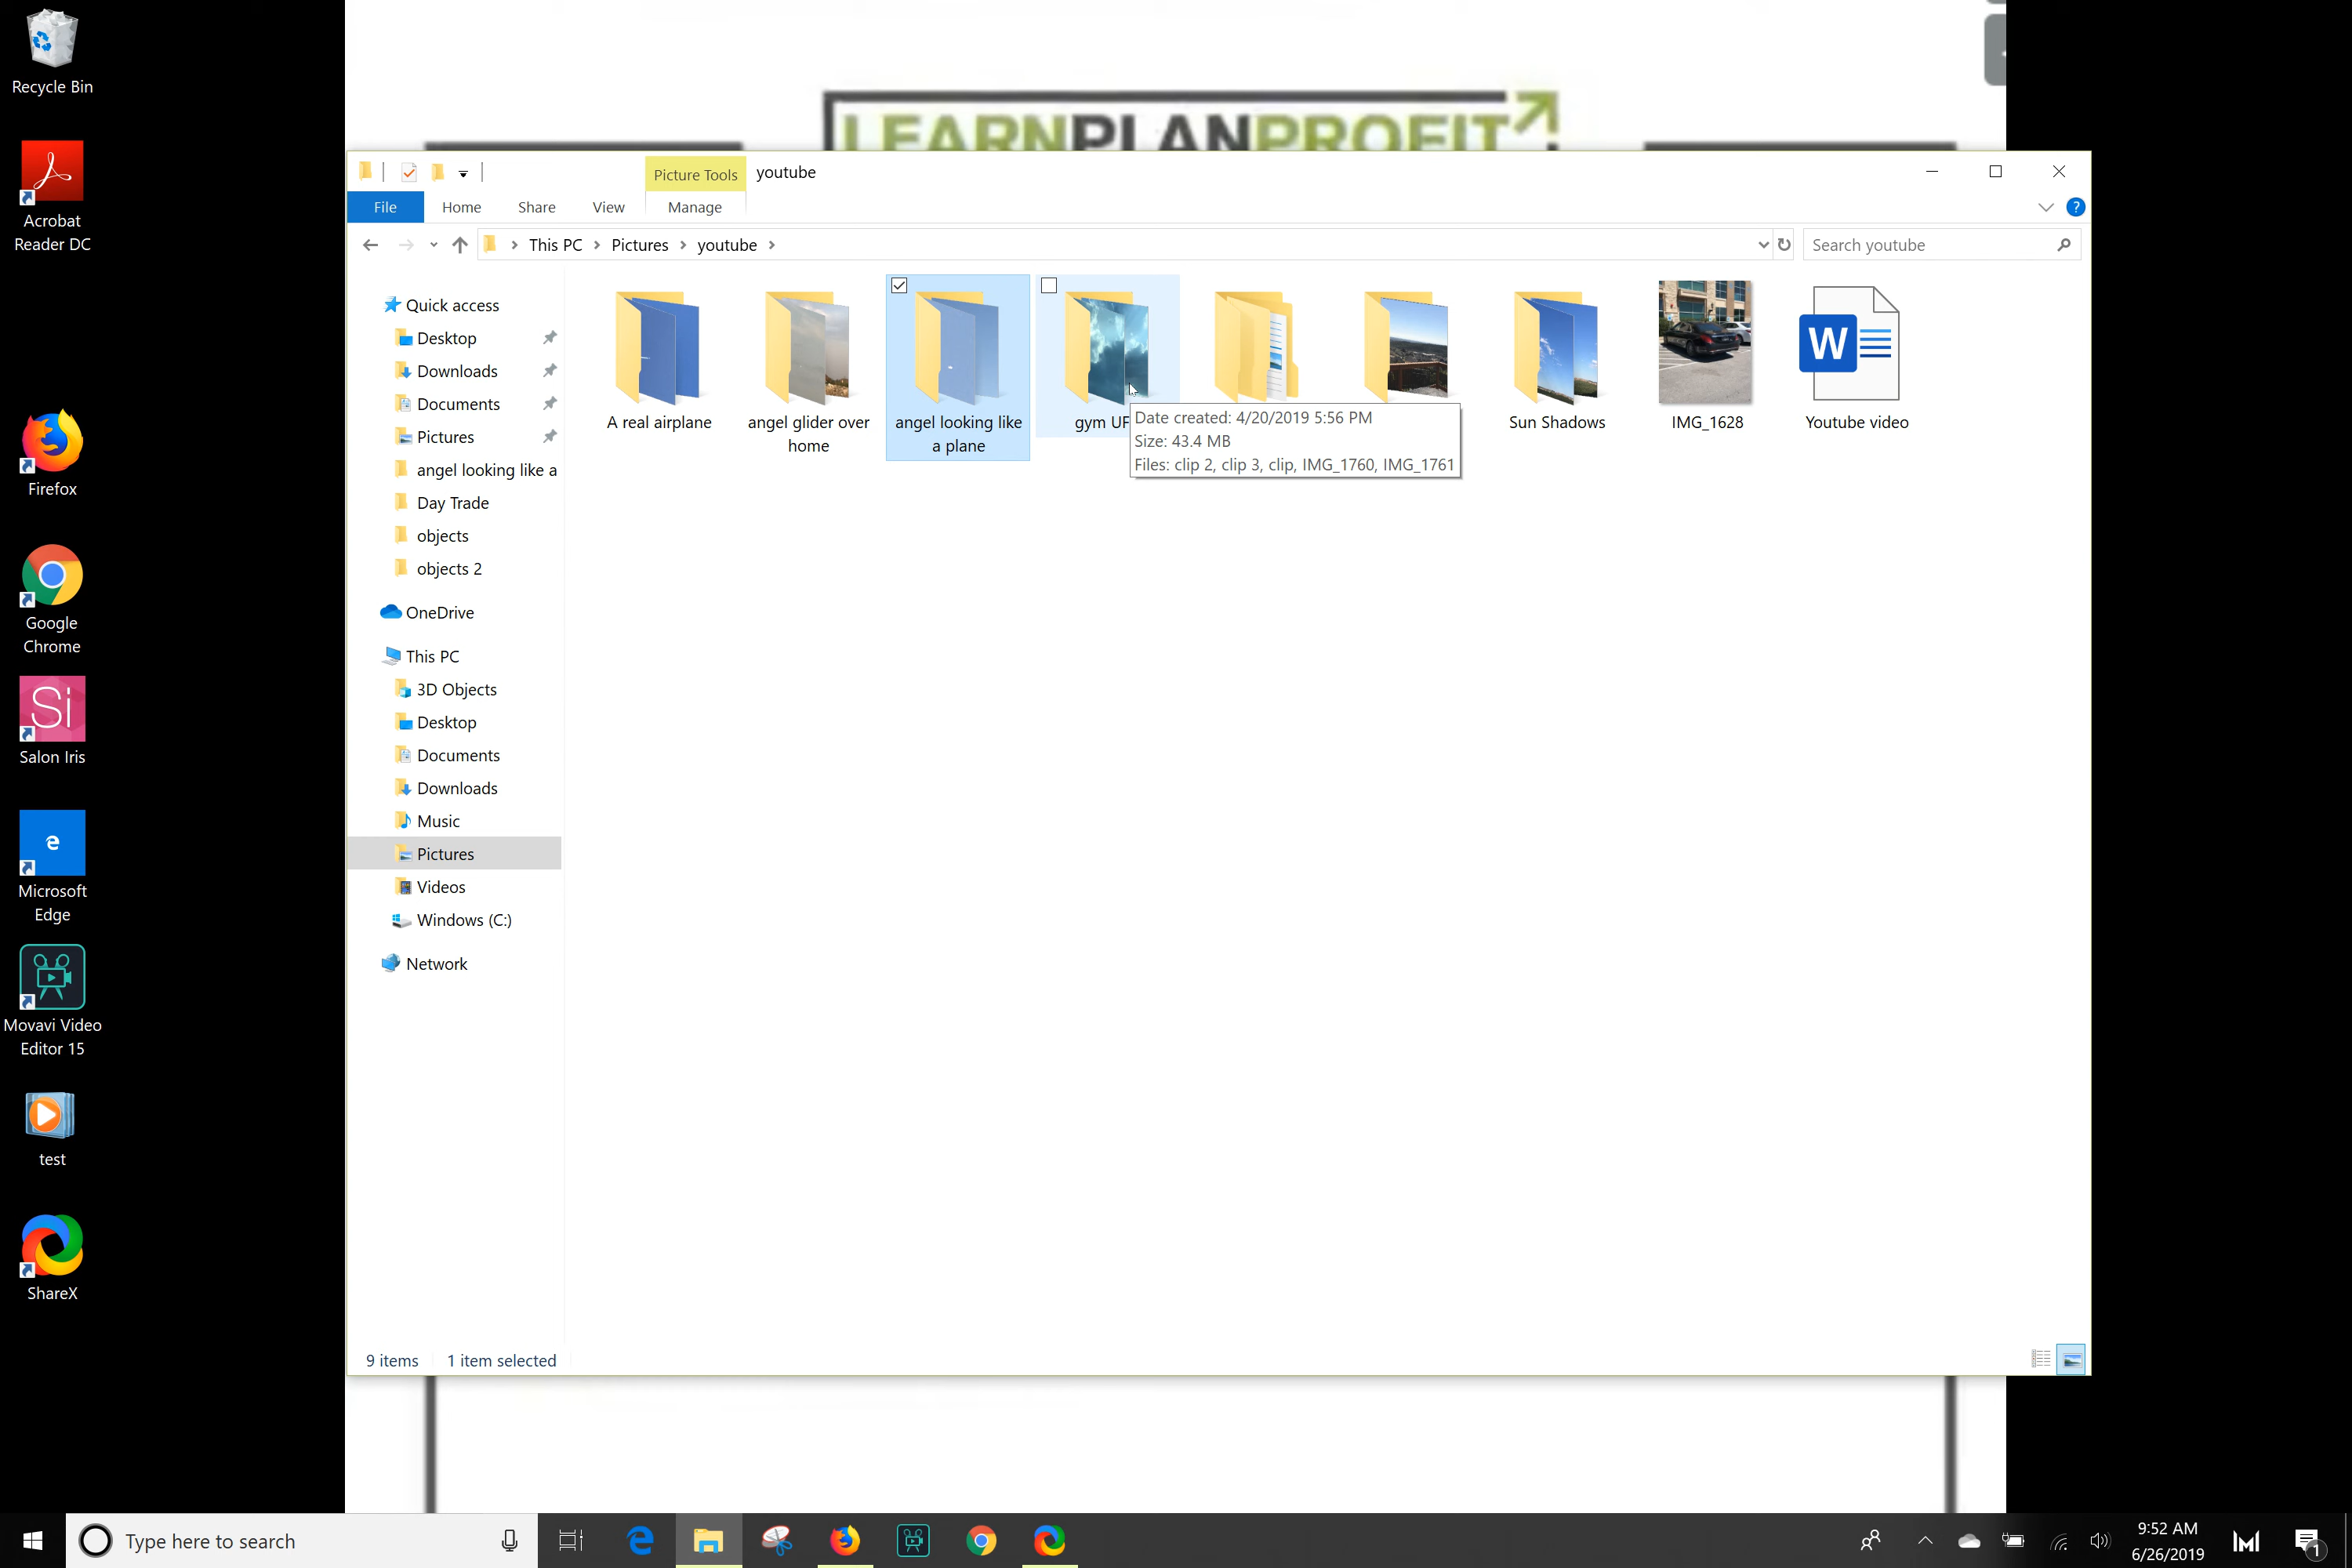 Recycle Bin
Acrobat
Reader DC
Firefox
Google
Chrome
Si
Salon Iris
Microsoft
Edge
Movavi Video
Editor 15
test
ShareX
LEARNPLANPROFIT
Picture Tools
youtube
File
Home
Share
View
Manage
This PC
Pictures
youtube
Search youtube
Quick access
Desktop
Downloads
Documents
Pictures
angel looking like a
Day Trade
objects
objects 2
OneDrive
This PC
3D Objects
Desktop
Documents
Downloads
Music
Pictures
Videos
Windows (C:)
Network
A real airplane
angel glider over
home
angel looking like
a plane
gym UF
Sun Shadows
IMG_1628
W
Youtube video
Date created: 4/20/2019 5:56 PM
Size: 43.4 MB
Files: clip 2, clip 3, clip, IMG_1760, IMG_1761
9 items
1 item selected
Type here to search
9:52 AM
6/26/2019
1